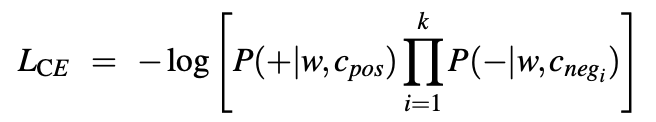 L_CE = −log [ P(+|w,c_pos) ∏_{i=1}^{k} P(−|w,c_neg_i) ]